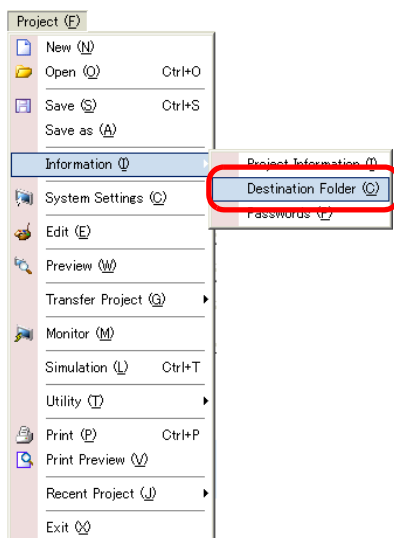 Project (F)
New (N)
Open (O) Ctrl+O
Save (S) Ctrl+S
Save as (A)
Information (I)
Project Information (I)
Destination Folder (C)
Passwords (P)
System Settings (C)
Edit (E)
Preview (W)
Transfer Project (G)
Monitor (M)
Simulation (L) Ctrl+T
Utility (T)
Print (P) Ctrl+P
Print Preview (V)
Recent Project (J)
Exit (X)